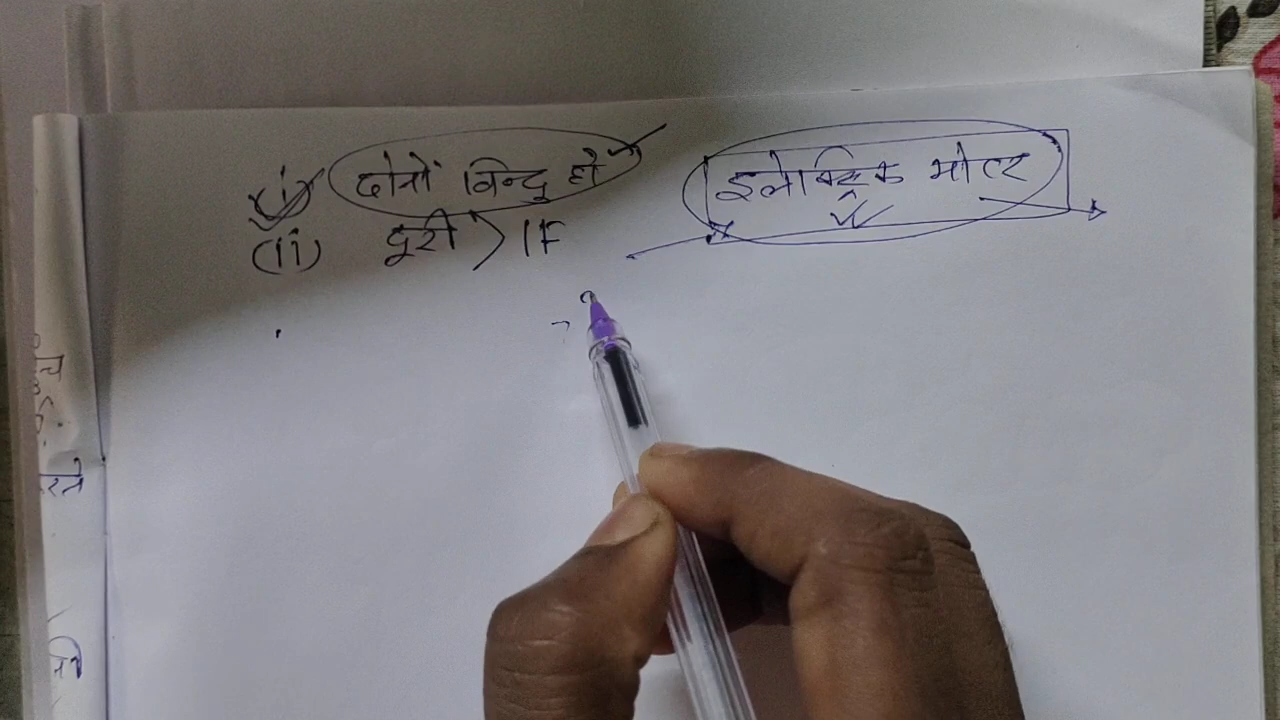 (i) दोनों बिन्दु हो
इलेक्ट्रिक मोटर
(ii) दूरी > 1F